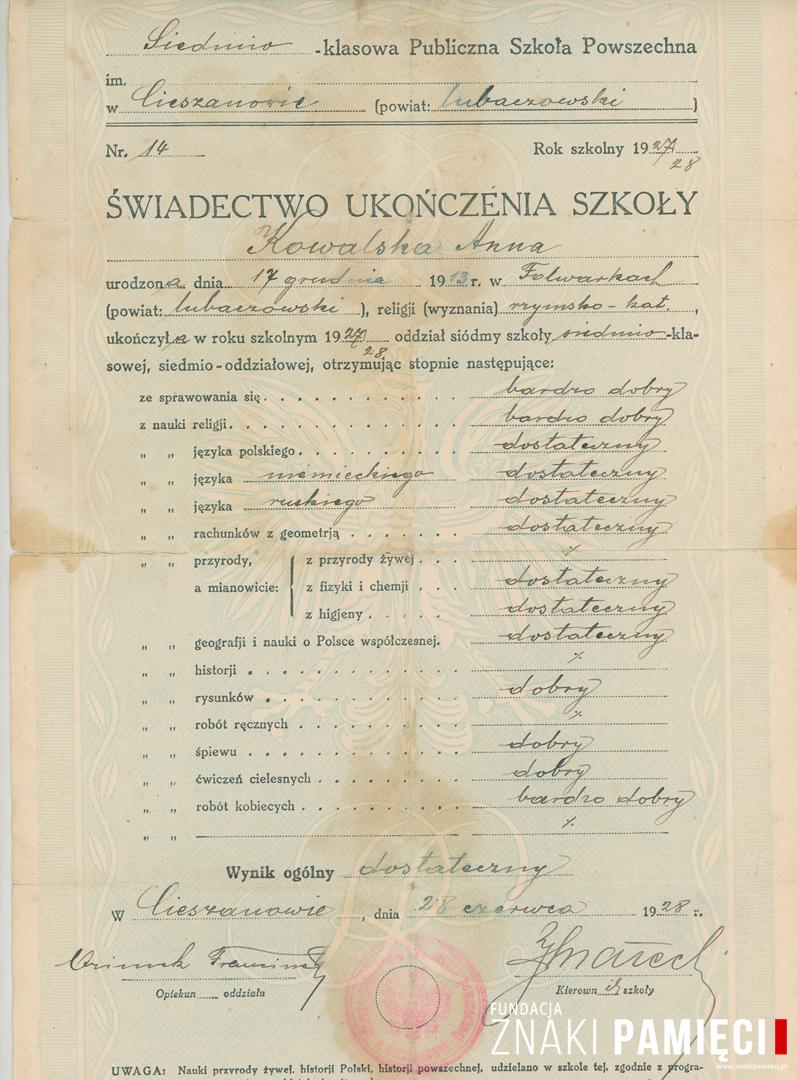 Siedmio -klasowa Publiczna Szkoła Powszechna
im.
w Cieszanowie (powiat: lubaczowski )
Nr. 14 Rok szkolny 1927/28
ŚWIADECTWO UKOŃCZENIA SZKOŁY
Kowalska Anna
urodzona dnia 17 grudnia 1913 r. w Folwarkach
(powiat: lubaczowski ), religji (wyznania) rzymsko-kat. ,
ukończyła w roku szkolnym 1927/28 oddział siódmy szkoły siedmio-kla-
sowej, siedmio-oddziałowej, otrzymując stopnie następujące:
ze sprawowania się bardzo dobry
z nauki religji bardzo dobry
„ „ języka polskiego dostateczny
„ „ języka niemieckiego dostateczny
„ „ języka ruskiego dostateczny
„ „ rachunków z geometrją dostateczny
„ „ przyrody, z przyrody żywej %
a mianowicie: z fizyki i chemji dostateczny
z higjeny dostateczny
„ „ geografji i nauki o Polsce współczesnej. dostateczny
„ „ historji %
„ „ rysunków dobry
„ „ robót ręcznych %
„ „ śpiewu dobry
„ „ ćwiczeń cielesnych dobry
„ „ robót kobiecych bardzo dobry
„ „ %
Wynik ogólny dostateczny
W Cieszanowie , dnia 28 czerwca 1928 r.
Opiekun oddziału Kierown ik szkoły
FUNDACJA
ZNAKI PAMIĘCI
www.znakipamieci.pl
UWAGA: Nauki przyrody żywej, historji Polski, historji powszechnej, udzielano w szkole tej, zgodnie z progra-